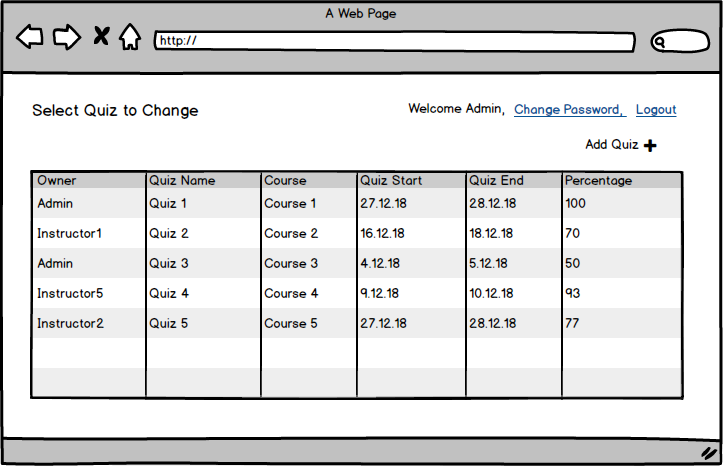 A Web Page
http://
Select Quiz to Change
Welcome Admin, Change Password, Logout
Add Quiz
Owner Quiz Name Course Quiz Start Quiz End Percentage
Admin Quiz 1 Course 1 27.12.18 28.12.18 100
Instructor1 Quiz 2 Course 2 16.12.18 18.12.18 70
Admin Quiz 3 Course 3 4.12.18 5.12.18 50
Instructor5 Quiz 4 Course 4 9.12.18 10.12.18 93
Instructor2 Quiz 5 Course 5 27.12.18 28.12.18 77